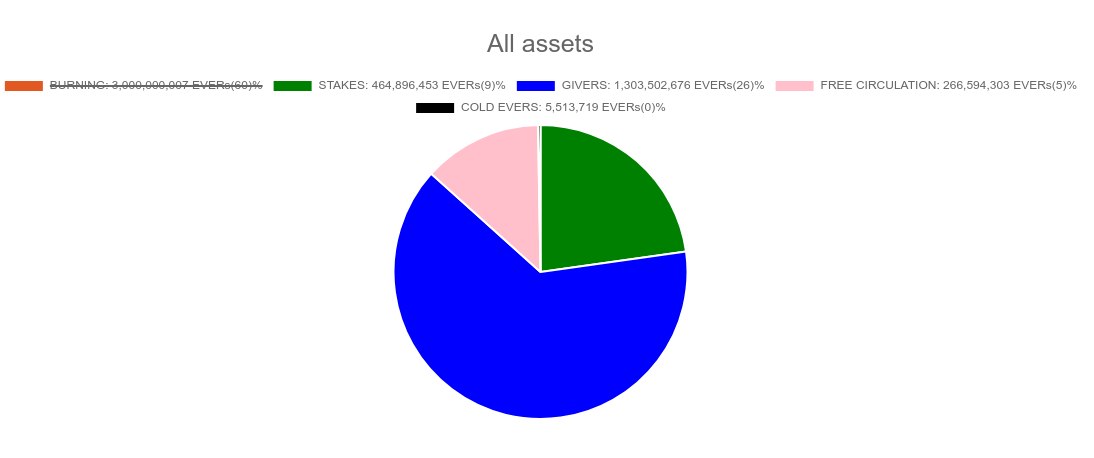 All assets
BURNING: 3,000,000,007 EVERs(60)% STAKES: 464,896,453 EVERs(9)% GIVERS: 1,303,502,676 EVERs(26)% FREE CIRCULATION: 266,594,303 EVERs(5)%
COLD EVERS: 5,513,719 EVERs(0)%